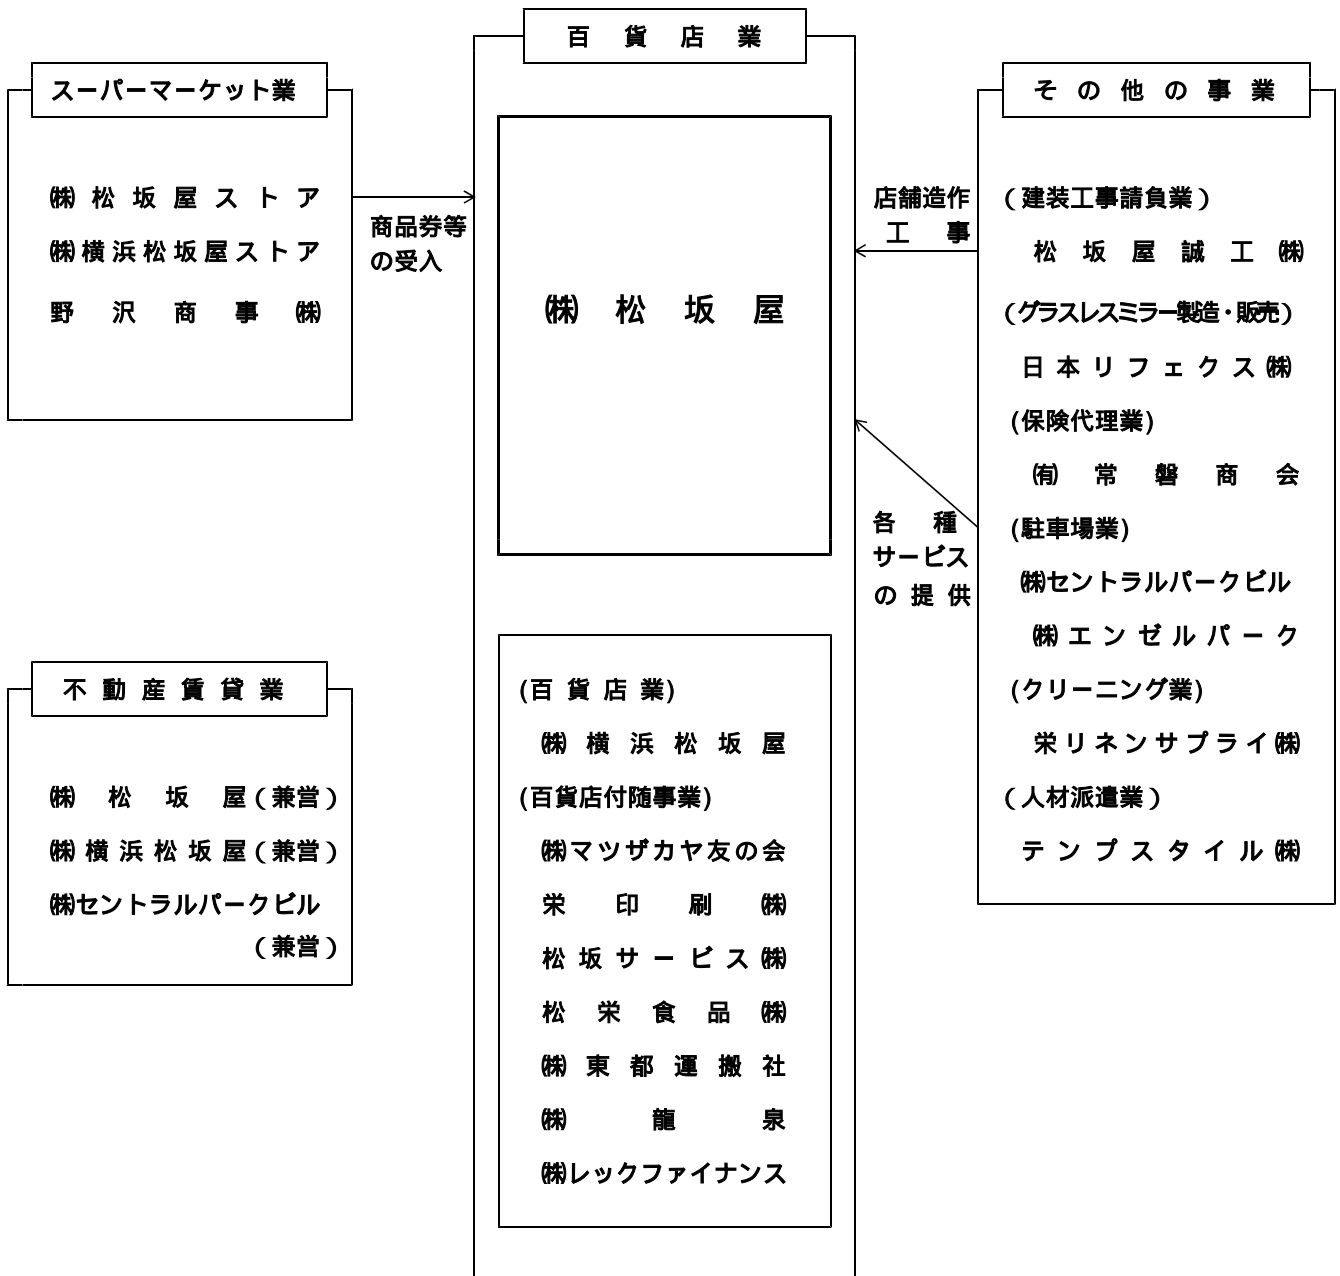 百貨店業
スーパーマーケット業
㈱松坂屋ストア
㈱横浜松坂屋ストア
野沢商事㈱
商品券等
の受入
㈱松坂屋
その他の事業
店舗造作
工事
(建装工事請負業)
松坂屋誠工㈱
(グラスレスミラー製造・販売)
日本リフェクス㈱
(保険代理業)
㈲常磐商会
(駐車場業)
㈱セントラルパークビル
㈱エンゼルパーク
(クリーニング業)
栄リネンサプライ㈱
(人材派遣業)
テンプスタイル㈱
各種
サービス
の提供
不動産賃貸業
㈱松坂屋(兼営)
㈱横浜松坂屋(兼営)
㈱セントラルパークビル
(兼営)
(百貨店業)
㈱横浜松坂屋
(百貨店付随事業)
㈱マツザカヤ友の会
栄印刷㈱
松坂サービス㈱
松栄食品㈱
㈱東都運搬社
㈱龍泉
㈱レックファイナンス